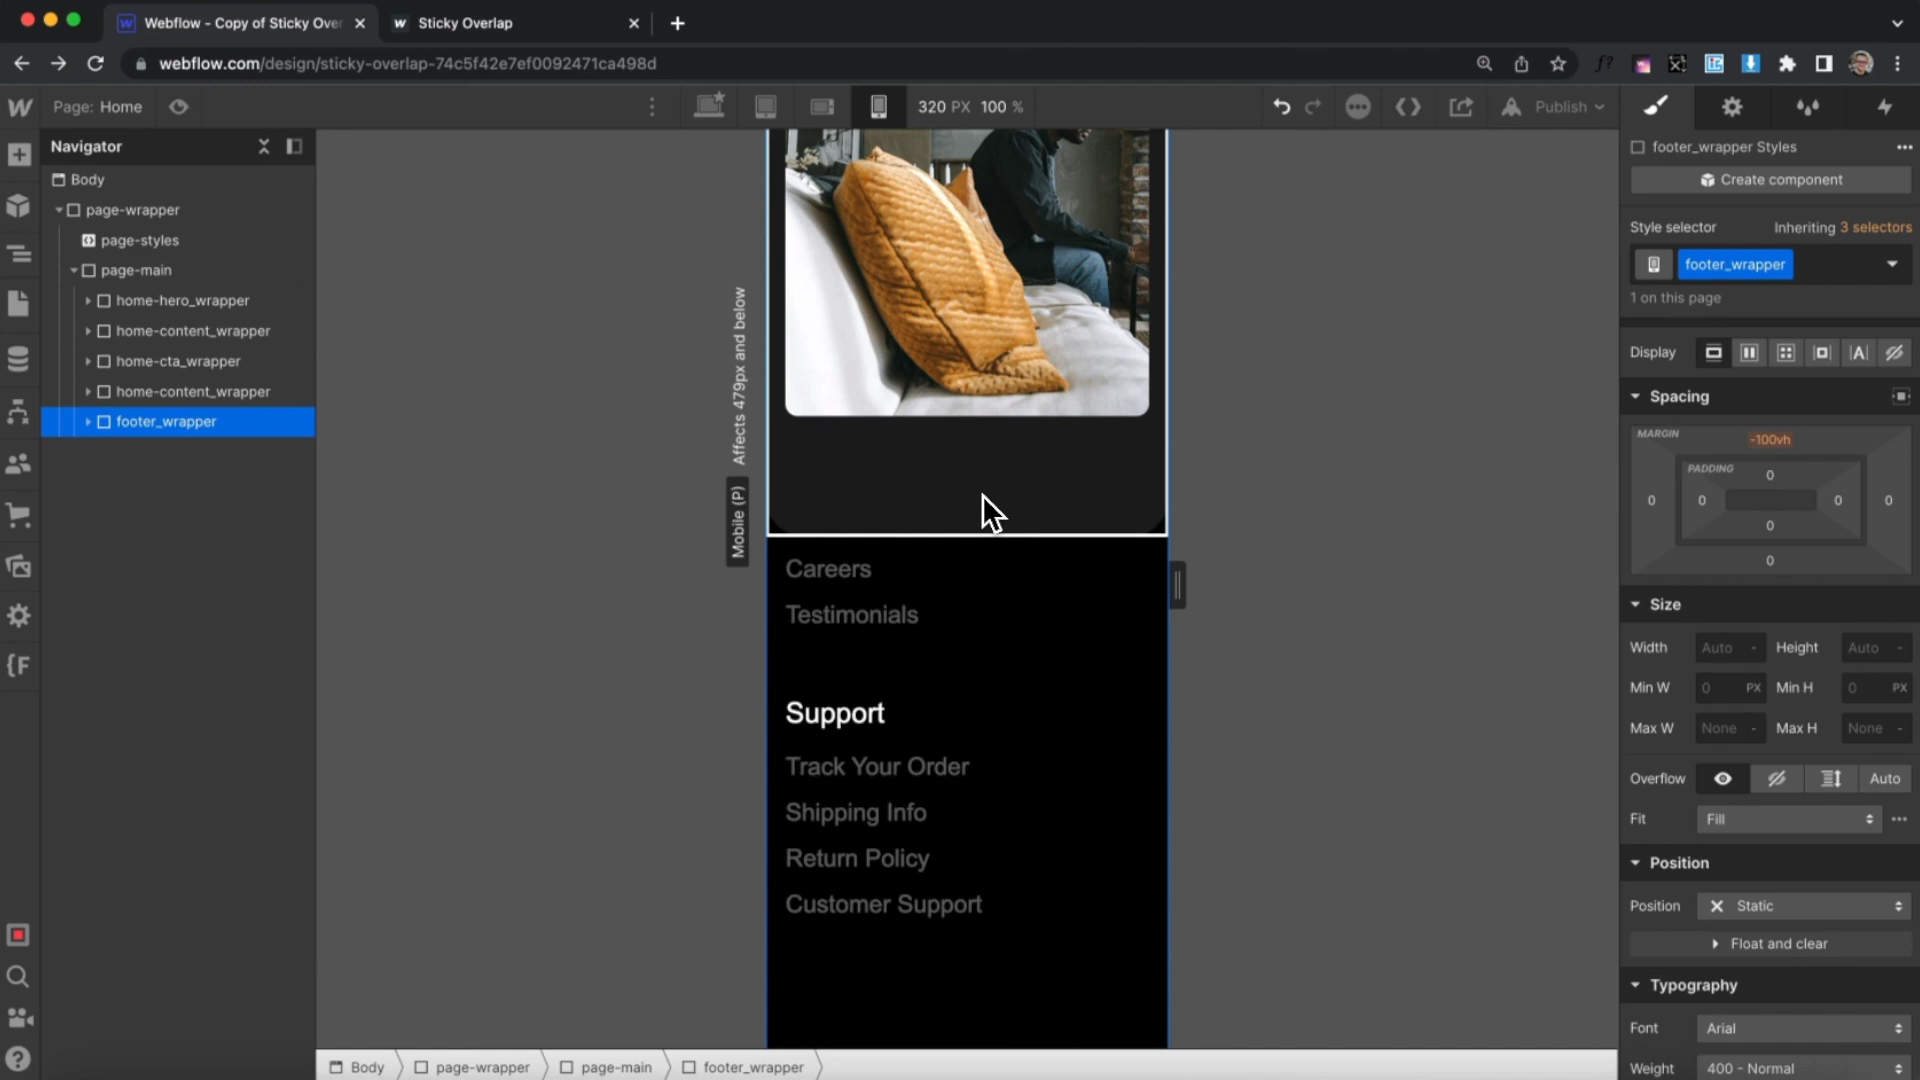 Webflow - Copy of Sticky Over
Sticky Overlap
webflow.com/design/sticky-overlap-74c5f42e7ef0092471ca498d
Page: Home
320 PX 100 %
Publish
Navigator
Body
page-wrapper
page-styles
page-main
home-hero_wrapper
home-content_wrapper
home-cta_wrapper
home-content_wrapper
footer_wrapper
Affects 479px and below
Mobile (P)
Careers
Testimonials
Support
Track Your Order
Shipping Info
Return Policy
Customer Support
footer_wrapper Styles
Create component
Style selector
Inheriting 3 selectors
footer_wrapper
1 on this page
Display
Spacing
MARGIN
-100vh
PADDING
0
0 0 0 0
0
0
Size
Width Auto - Height Auto -
Min W 0 PX Min H 0 PX
Max W None - Max H None -
Overflow Auto
Fit Fill
Position
Position Static
Float and clear
Typography
Font Arial
Weight 400 - Normal
Body page-wrapper page-main footer_wrapper